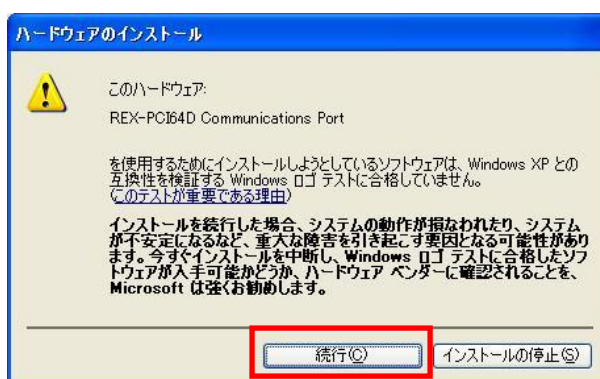 ハードウェアのインストール
このハードウェア:
REX-PCI64D Communications Port
を使用するためにインストールしようとしているソフトウェアは、Windows XP との
互換性を検証する Windows ロゴ テストに合格していません。
(このテストが重要である理由)
インストールを続行した場合、システムの動作が損なわれたり、システム
が不安定になるなど、重大な障害を引き起こす要因となる可能性があり
ます。今すぐインストールを中断し、Windows ロゴ テストに合格したソフ
トウェアが入手可能かどうか、ハードウェア ベンダーに確認されることを、
Microsoft は強くお勧めします。
続行(C)
インストールの停止(S)